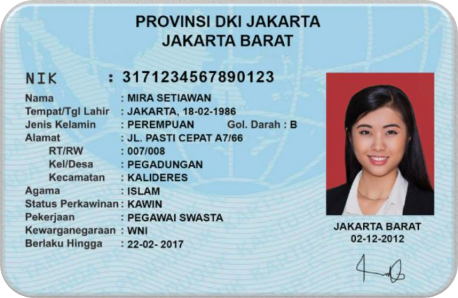 PROVINSI DKI JAKARTA
JAKARTA BARAT
NIK : 3171234567890123
Nama : MIRA SETIAWAN
Tempat/Tgl Lahir : JAKARTA, 18-02-1986
Jenis Kelamin : PEREMPUAN Gol. Darah : B
Alamat : JL. PASTI CEPAT A7/66
RT/RW : 007/008
Kel/Desa : PEGADUNGAN
Kecamatan : KALIDERES
Agama : ISLAM
Status Perkawinan : KAWIN
Pekerjaan : PEGAWAI SWASTA
Kewarganegaraan : WNI
Berlaku Hingga : 22-02- 2017
JAKARTA BARAT
02-12-2012